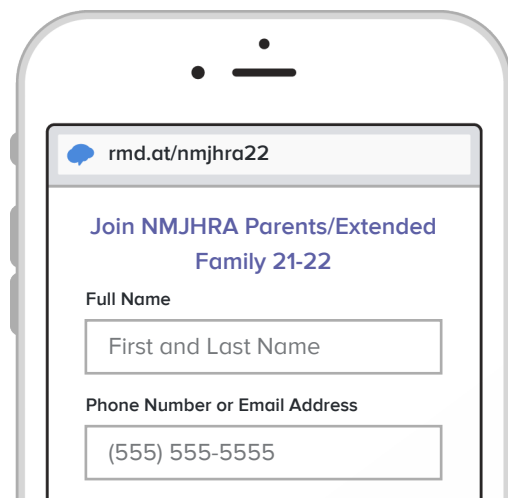 rmd.at/nmjhra22
Join NMJHRA Parents/Extended
Family 21-22
Full Name
First and Last Name
Phone Number or Email Address
(555) 555-5555